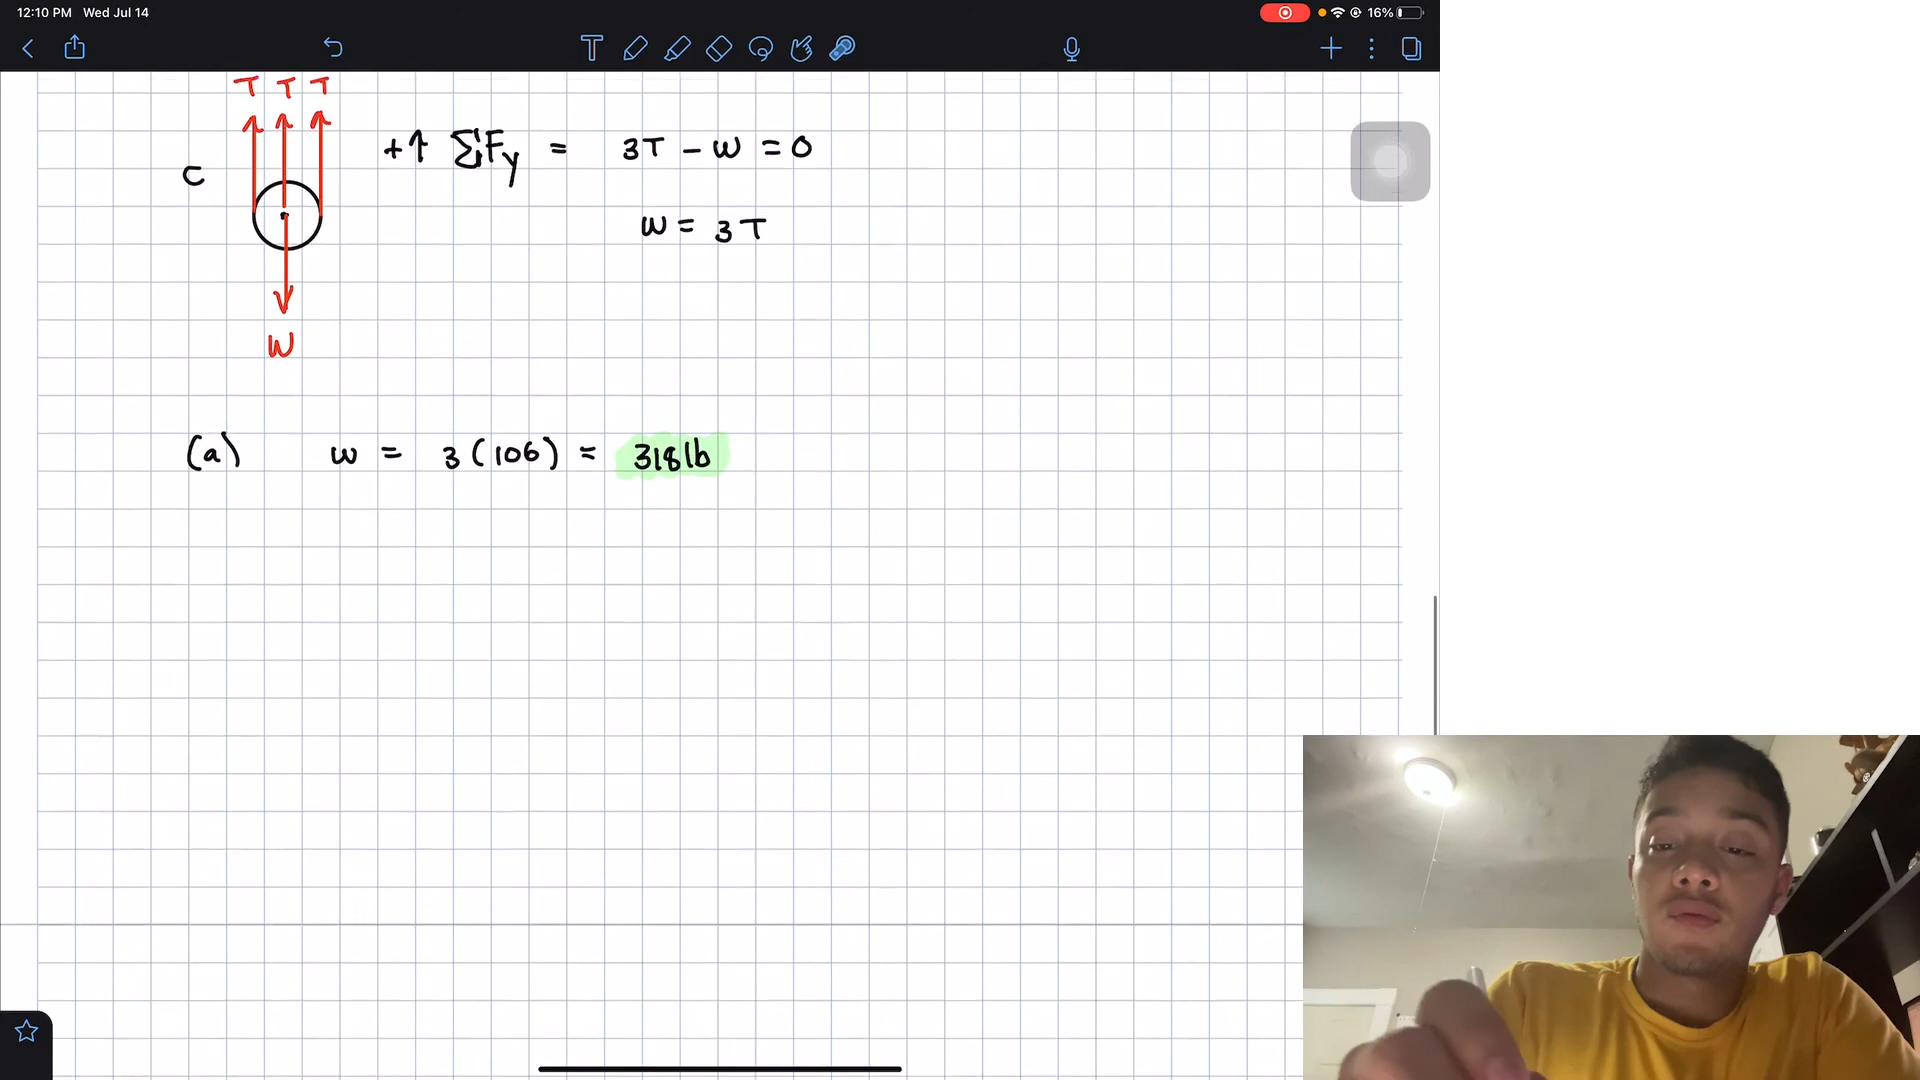 12:10 PM Wed Jul 14
16%
T T T
C
+↑ ΣFy = 3T - W = 0
W = 3T
W
(a) W = 3(106) = 318lb